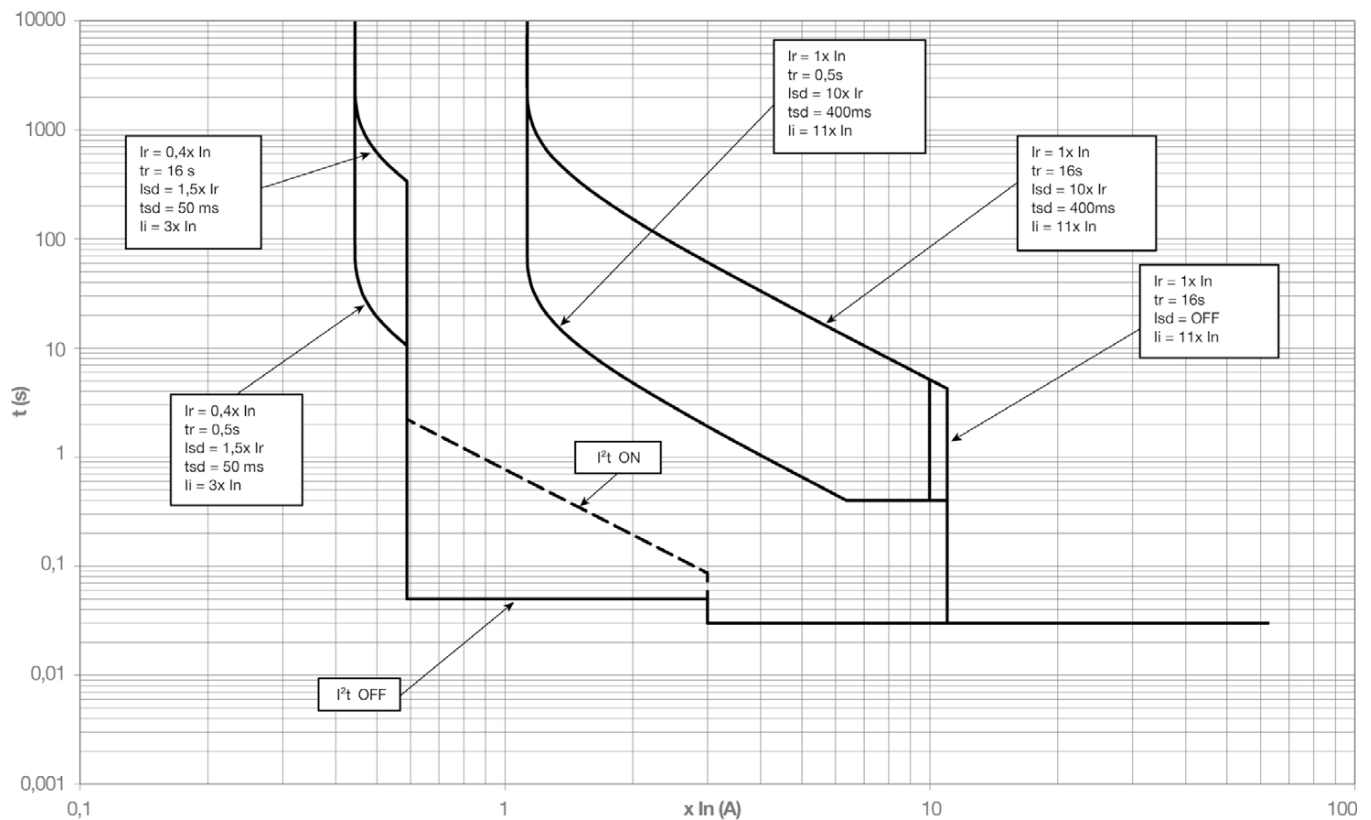 10000
1000
100
10
1
0,1
0,01
0,001
t (s)
0,1
1
10
100
x In (A)
Ir = 0,4x In
tr = 16 s
Isd = 1,5x Ir
tsd = 50 ms
Ii = 3x In
Ir = 0,4x In
tr = 0,5s
Isd = 1,5x Ir
tsd = 50 ms
Ii = 3x In
Ir = 1x In
tr = 0,5s
Isd = 10x Ir
tsd = 400ms
Ii = 11x In
Ir = 1x In
tr = 16s
Isd = 10x Ir
tsd = 400ms
Ii = 11x In
Ir = 1x In
tr = 16s
Isd = OFF
Ii = 11x In
I²t ON
I²t OFF